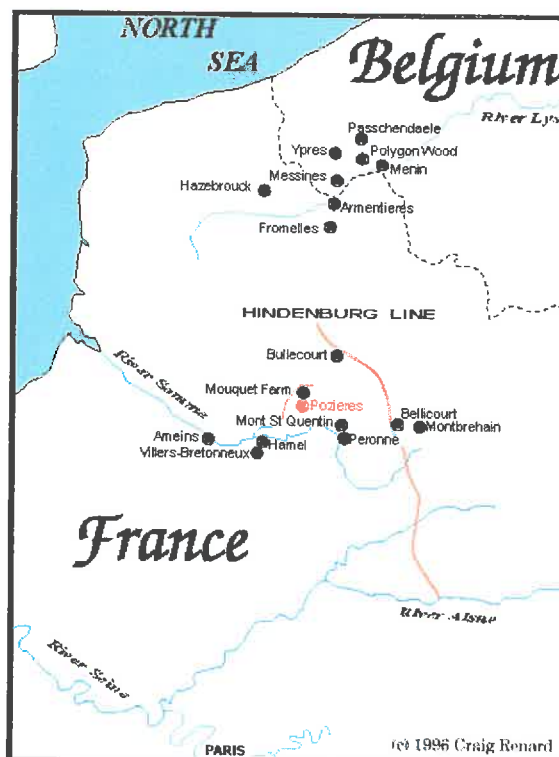 NORTH
SEA
Belgium
River Lys
Passchendaele
Ypres
Polygon Wood
Messines
Menin
Hazebrouck
Armentieres
Fromelles
HINDENBURG LINE
Bullecourt
River Somma
Mouquet Farm
Pozieres
Mont St Quentin
Bellicourt
Montbrehain
Ameins
Hamel
Peronne
Villers-Bretonneux
France
River Aisne
River Seine
PARIS
(c) 1996 Craig Renard